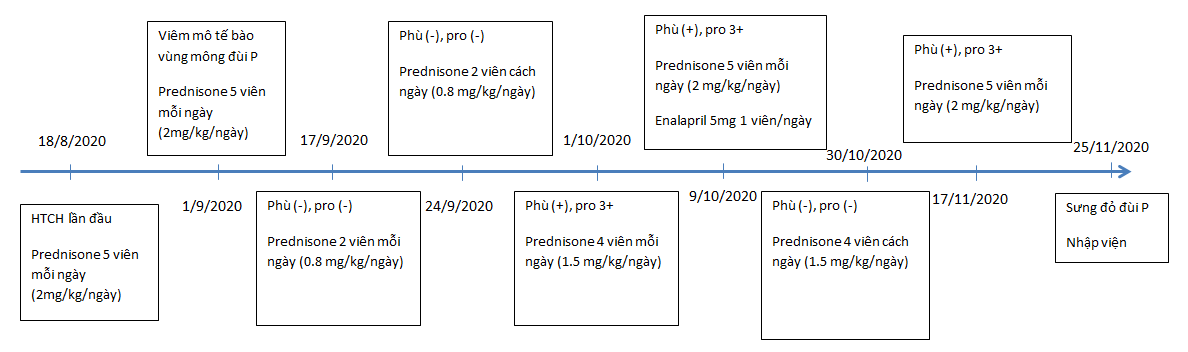 18/8/2020
HTCH lần đầu
Prednisone 5 viên
mỗi ngày
(2mg/kg/ngày)
Viêm mô tế bào
vùng mông đùi P
Prednisone 5 viên
mỗi ngày
(2mg/kg/ngày)
1/9/2020
17/9/2020
Phù (-), pro (-)
Prednisone 2 viên mỗi
ngày (0.8 mg/kg/ngày)
Phù (-), pro (-)
Prednisone 2 viên cách
ngày (0.8 mg/kg/ngày)
24/9/2020
1/10/2020
Phù (+), pro 3+
Prednisone 4 viên mỗi
ngày (1.5 mg/kg/ngày)
Phù (+), pro 3+
Prednisone 5 viên mỗi
ngày (2 mg/kg/ngày)
Enalapril 5mg 1 viên/ngày
9/10/2020
30/10/2020
Phù (-), pro (-)
Prednisone 4 viên cách
ngày (1.5 mg/kg/ngày)
Phù (+), pro 3+
Prednisone 5 viên mỗi
ngày (2 mg/kg/ngày)
17/11/2020
25/11/2020
Sưng đỏ đùi P
Nhập viện